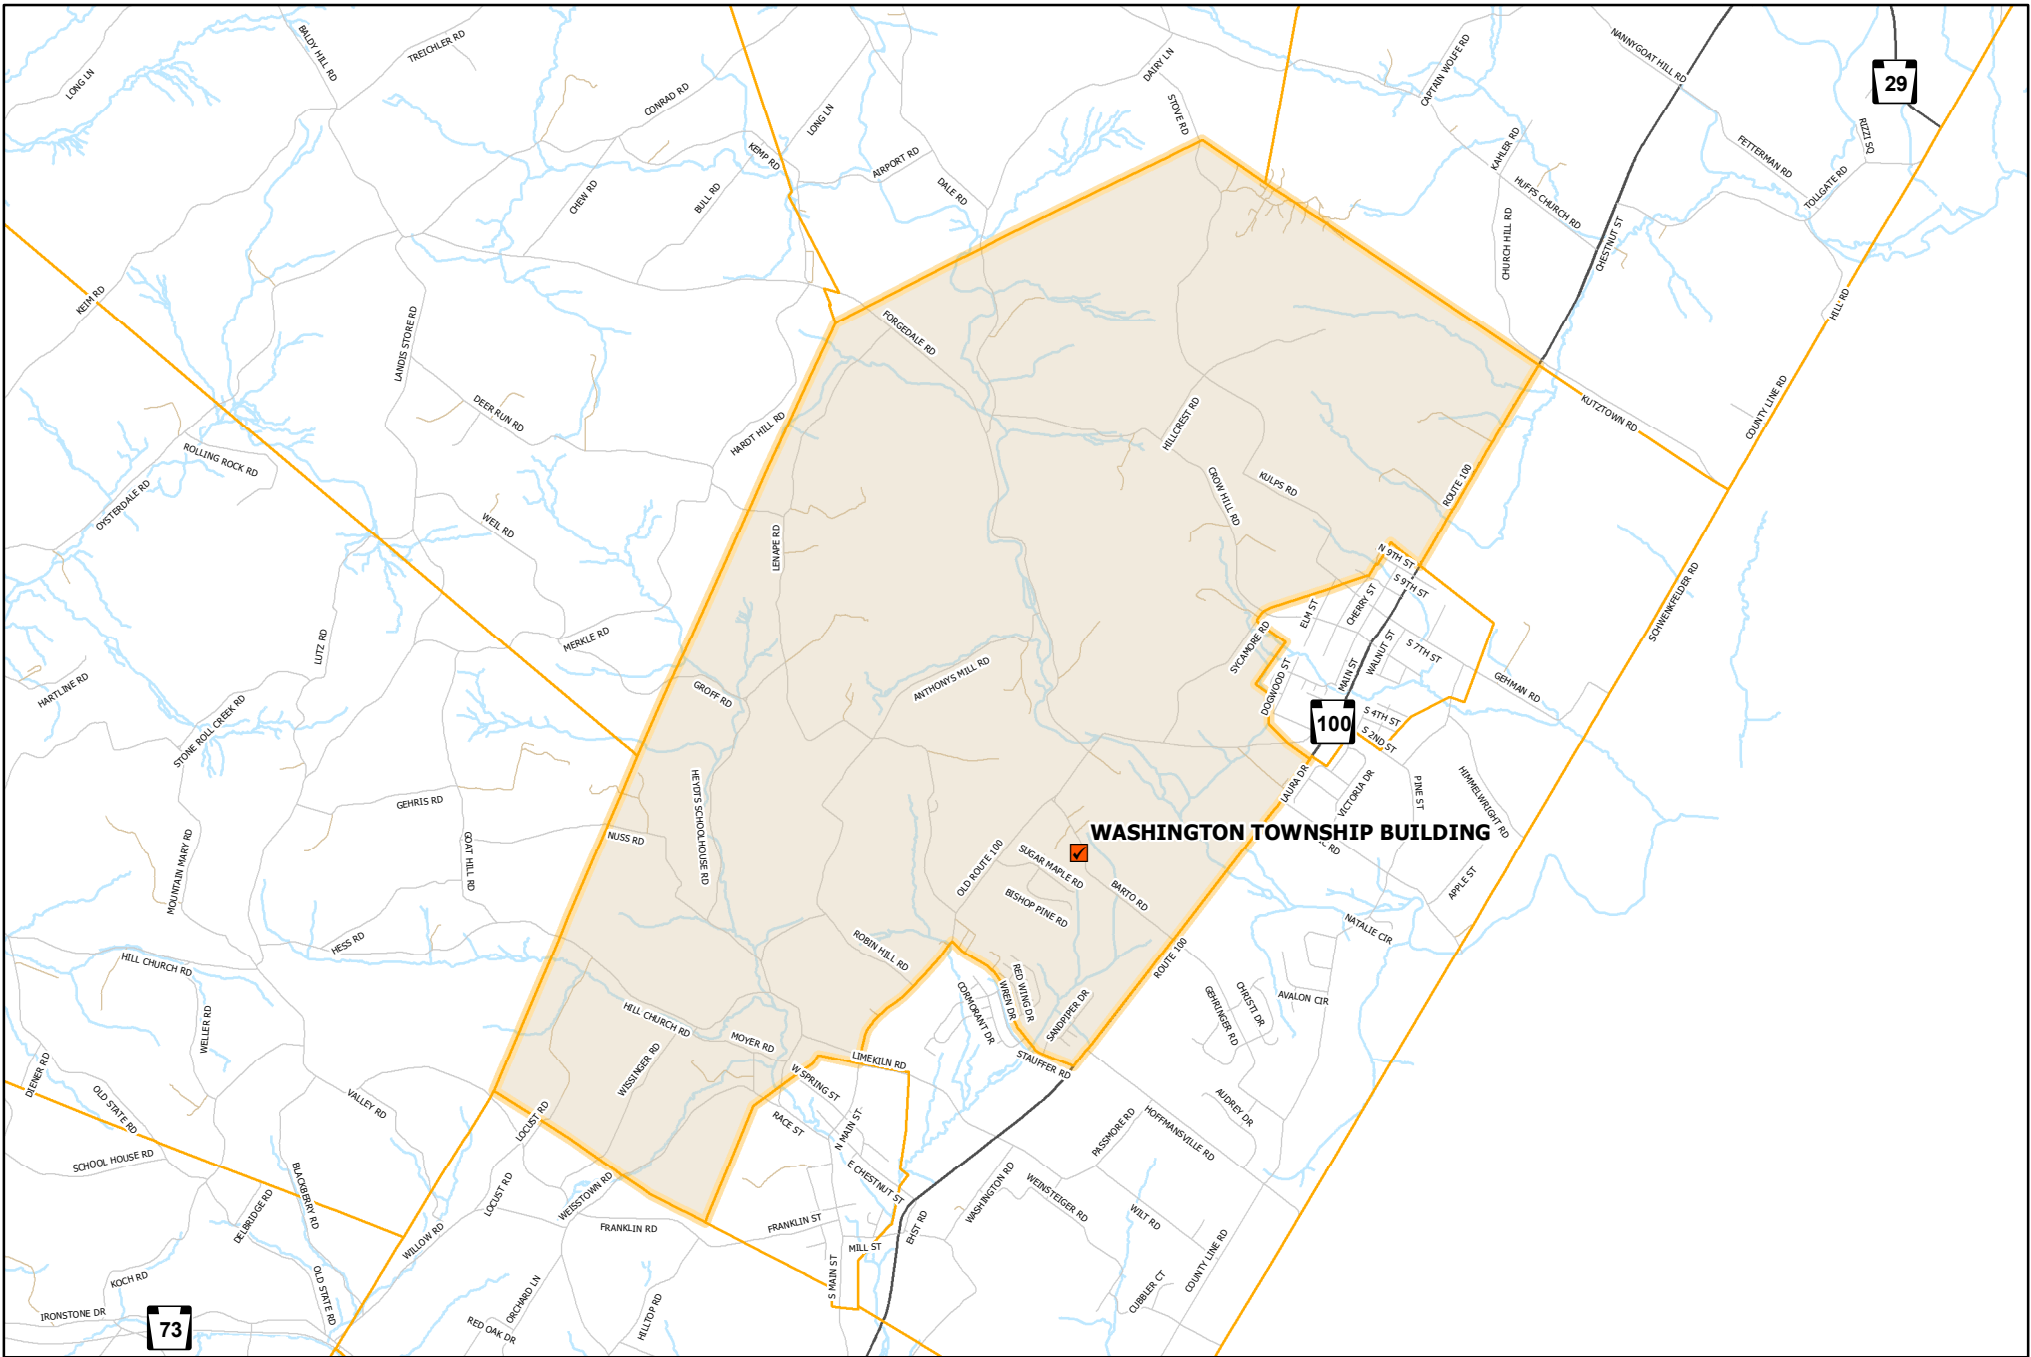 BALDY HILL RD
TREICHLER RD
LONG LN
CONRAD RD
LONG LN
KEMP RD
AIRPORT RD
DALE RD
CHEW RD
BULL RD
DAIRY LN
STOVE RD
CAPTAIN WOLFE RD
NANNYGOAT HILL RD
29
RIZZI SQ
FETTERMAN RD
TOLLGATE RD
KAHLER RD
HUFFS CHURCH RD
CHURCH HILL RD
CHESTNUT ST
HILL RD
KEIM RD
LANDIS STORE RD
FORGEDALE RD
DEER RUN RD
HARDT HILL RD
HILLCREST RD
KUTZTOWN RD
COUNTY LINE RD
ROLLING ROCK RD
OYSTERDALE RD
WEIL RD
LENAPE RD
CROW HILL RD
KULPS RD
ROUTE 100
N 9TH ST
S 9TH ST
CHERRY ST
ELM ST
SCHWENKFELDER RD
LUTZ RD
MERKLE RD
SYCAMORE RD
S 7TH ST
WALNUT ST
MAIN ST
DOGWOOD ST
GEHMAN RD
HARTLINE RD
GROFF RD
ANTHONYS MILL RD
STONE ROLL CREEK RD
100
S 4TH ST
S 2ND ST
HEYDTS SCHOOLHOUSE RD
GEHRIS RD
LAURA DR
VICTORIA DR
PINE ST
HIMMELWRIGHT RD
NUSS RD
GOAT HILL RD
MOUNTAIN MARY RD
WASHINGTON TOWNSHIP BUILDING
OLD ROUTE 100
SUGAR MAPLE RD
BARTO RD
BISHOP PINE RD
APPLE ST
NATALIE CIR
HESS RD
HILL CHURCH RD
ROBIN HILL RD
ROUTE 100
RED WING DR
WREN DR
CORMORANT DR
SANDPIPER DR
GEHRINGER RD
CHRISTI DR
AVALON CIR
WELLER RD
HILL CHURCH RD
MOYER RD
LIMEKILN RD
STAUFFER RD
DIENER RD
OLD STATE RD
VALLEY RD
WISSINGER RD
W SPRING ST
LOCUST RD
RACE ST
N MAIN ST
PASSMORE RD
HOFFMANSVILLE RD
AUDREY DR
SCHOOL HOUSE RD
BLACKBERRY RD
DELBRIDGE RD
LOCUST RD
WEISSTOWN RD
E CHESTNUT ST
WASHINGTON RD
WEINSTEIGER RD
WILT RD
WILLOW RD
FRANKLIN RD
FRANKLIN ST
MILL ST
EHST RD
COUNTY LINE RD
KOCH RD
OLD STATE RD
ORCHARD LN
S MAIN ST
CUBBLER CT
IRONSTONE DR
73
RED OAK DR
HILLTOP RD